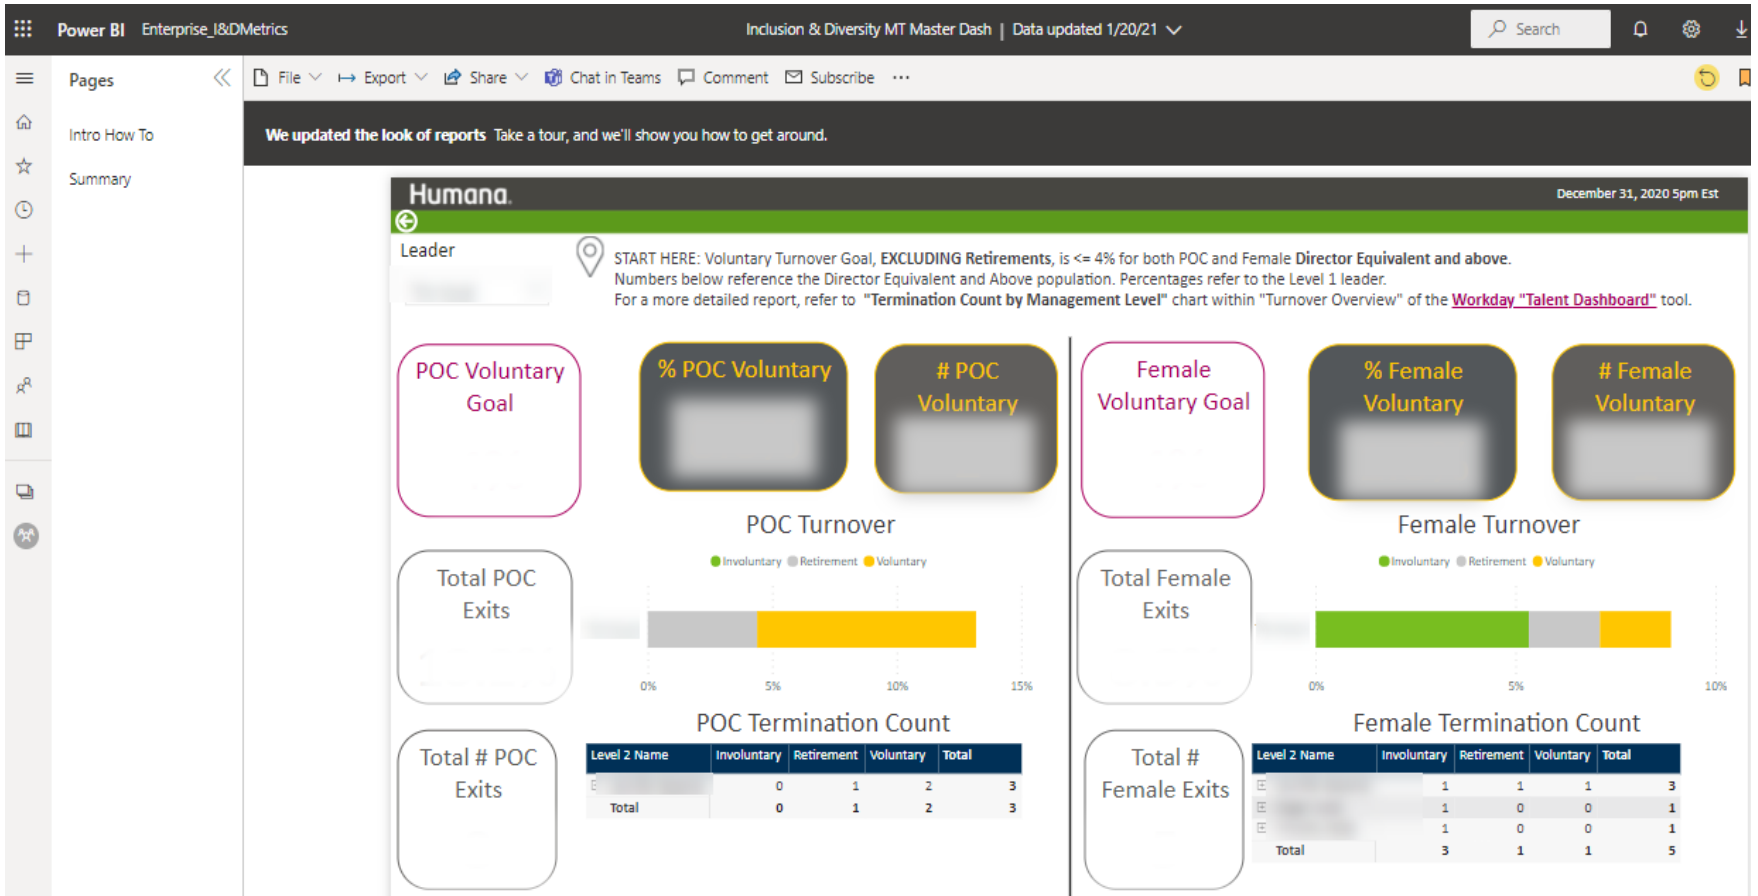 Power BI Enterprise_I&DMetrics
Inclusion & Diversity MT Master Dash | Data updated 1/20/21
Search
Pages
File Export Share Chat in Teams Comment Subscribe ...
Intro How To
Summary
We updated the look of reports Take a tour, and we'll show you how to get around.
Humana.
December 31, 2020 5pm Est
Leader
START HERE: Voluntary Turnover Goal, EXCLUDING Retirements, is <= 4% for both POC and Female Director Equivalent and above.
Numbers below reference the Director Equivalent and Above population. Percentages refer to the Level 1 leader.
For a more detailed report, refer to "Termination Count by Management Level" chart within "Turnover Overview" of the Workday "Talent Dashboard" tool.
POC Voluntary
Goal
% POC Voluntary
# POC
Voluntary
POC Turnover
Involuntary Retirement Voluntary
Total POC
Exits
0% 5% 10% 15%
POC Termination Count
Total # POC
Exits
Level 2 Name Involuntary Retirement Voluntary Total
0 1 2 3
Total 0 1 2 3
Female
Voluntary Goal
% Female
Voluntary
# Female
Voluntary
Female Turnover
Involuntary Retirement Voluntary
Total Female
Exits
0% 5% 10%
Female Termination Count
Total #
Female Exits
Level 2 Name Involuntary Retirement Voluntary Total
1 1 1 3
1 0 0 1
1 0 0 1
Total 3 1 1 5